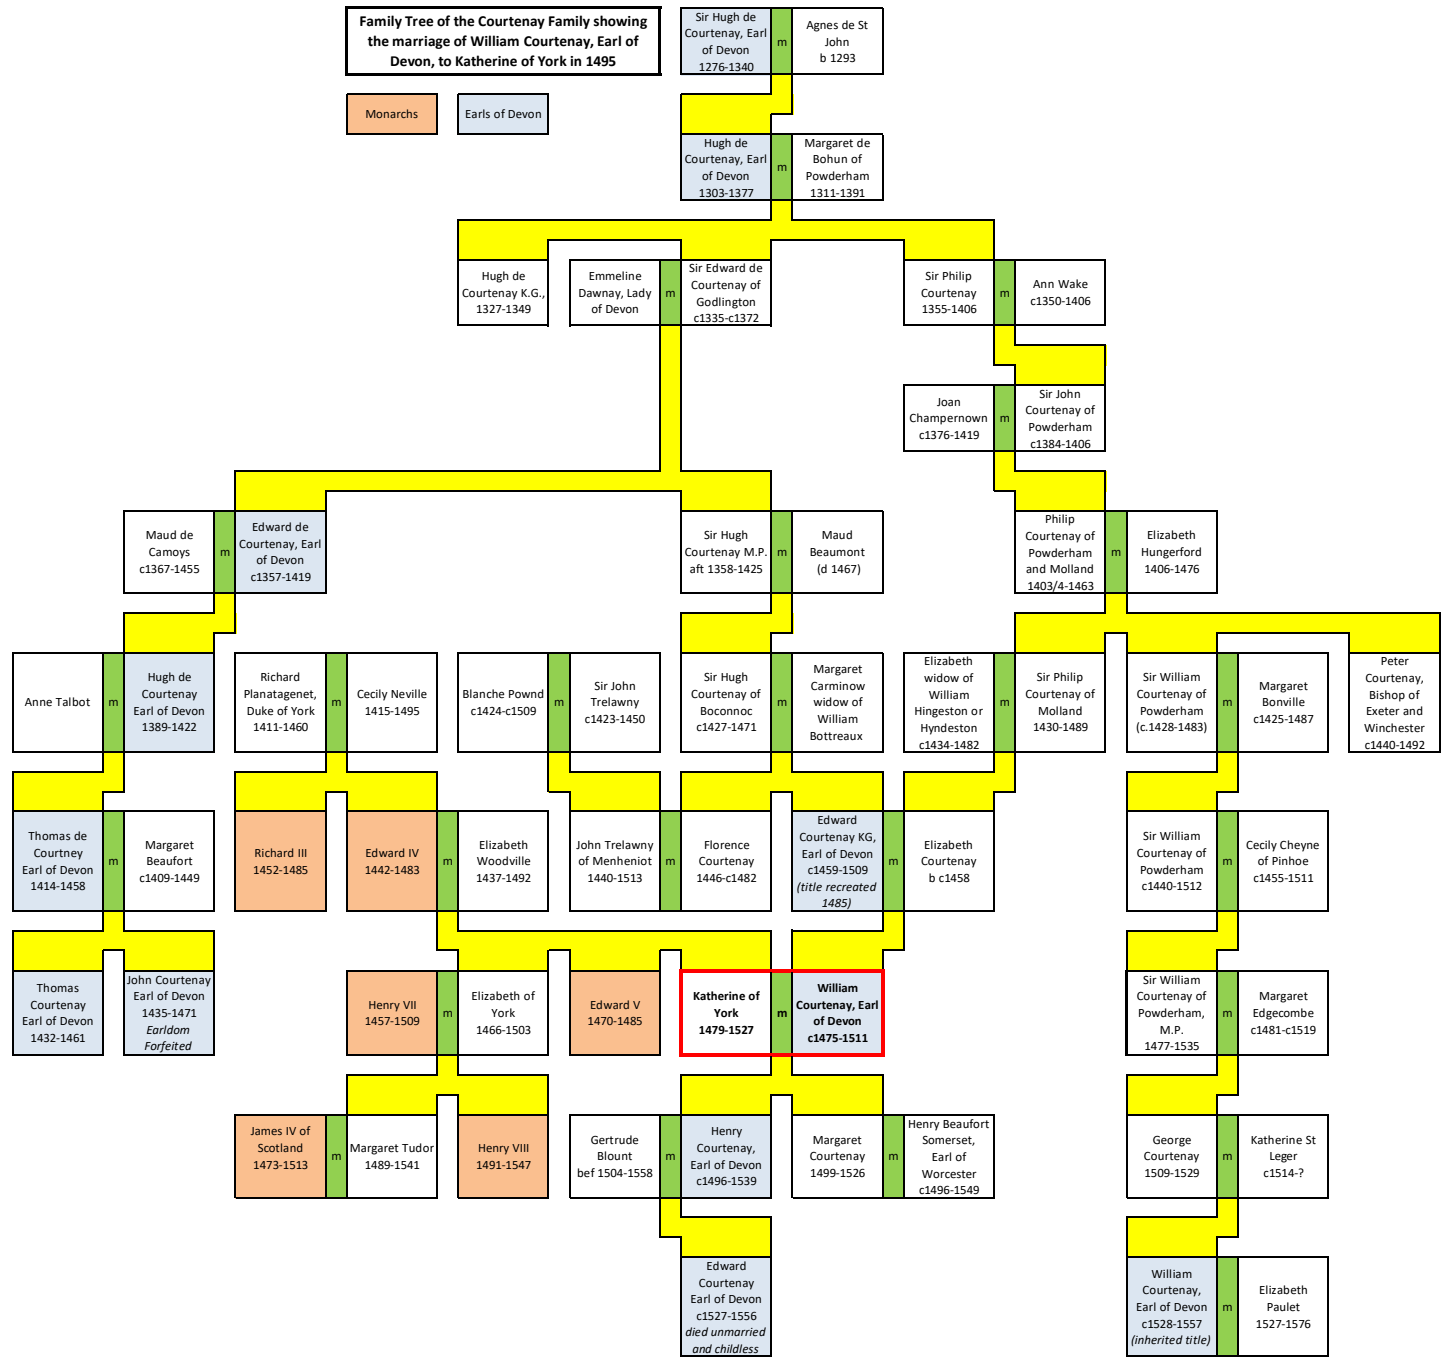 Family Tree of the Courtenay Family showing
the marriage of William Courtenay, Earl of
Devon, to Katherine of York in 1495
Monarchs
Earls of Devon
Sir Hugh de
Courtenay, Earl
of Devon
1276-1340
m
Agnes de St
John
b 1293
Hugh de
Courtenay, Earl
of Devon
1303-1377
m
Margaret de
Bohun of
Powderham
1311-1391
Hugh de
Courtenay K.G.,
1327-1349
Emmeline
Dawnay, Lady
of Devon
m
Sir Edward de
Courtenay of
Godlington
c1335-c1372
Sir Philip
Courtenay
1355-1406
m
Ann Wake
c1350-1406
Joan
Champernown
c1376-1419
m
Sir John
Courtenay of
Powderham
c1384-1406
Maud de
Camoys
c1367-1455
m
Edward de
Courtenay, Earl
of Devon
c1357-1419
Sir Hugh
Courtenay M.P.
aft 1358-1425
m
Maud
Beaumont
(d 1467)
Philip
Courtenay of
Powderham
and Molland
1403/4-1463
m
Elizabeth
Hungerford
1406-1476
Anne Talbot
m
Hugh de
Courtenay
Earl of Devon
1389-1422
Richard
Planatagenet,
Duke of York
1411-1460
m
Cecily Neville
1415-1495
Blanche Pownd
c1424-c1509
m
Sir John
Trelawny
c1423-1450
Sir Hugh
Courtenay of
Boconnoc
c1427-1471
m
Margaret
Carminow
widow of
William
Bottreaux
Elizabeth
widow of
William
Hingeston or
Hyndeston
c1434-1482
m
Sir Philip
Courtenay of
Molland
1430-1489
Sir William
Courtenay of
Powderham
(c.1428-1483)
m
Margaret
Bonville
c1425-1487
Peter
Courtenay,
Bishop of
Exeter and
Winchester
c1440-1492
Thomas de
Courtney
Earl of Devon
1414-1458
m
Margaret
Beaufort
c1409-1449
Richard III
1452-1485
Edward IV
1442-1483
m
Elizabeth
Woodville
1437-1492
John Trelawny
of Menheniot
1440-1513
m
Florence
Courtenay
1446-c1482
Edward
Courtenay KG,
Earl of Devon
c1459-1509
(title recreated
1485)
m
Elizabeth
Courtenay
b c1458
Sir William
Courtenay of
Powderham
c1440-1512
m
Cecily Cheyne
of Pinhoe
c1455-1511
Thomas
Courtenay
Earl of Devon
1432-1461
John Courtenay
Earl of Devon
1435-1471
Earldom
Forfeited
Henry VII
1457-1509
m
Elizabeth of
York
1466-1503
Edward V
1470-1485
Katherine of
York
1479-1527
m
William
Courtenay, Earl
of Devon
c1475-1511
Sir William
Courtenay of
Powderham,
M.P.
1477-1535
m
Margaret
Edgecombe
c1481-c1519
James IV of
Scotland
1473-1513
m
Margaret Tudor
1489-1541
Henry VIII
1491-1547
Gertrude
Blount
bef 1504-1558
m
Henry
Courtenay,
Earl of Devon
c1496-1539
Margaret
Courtenay
1499-1526
m
Henry Beaufort
Somerset,
Earl of
Worcester
c1496-1549
George
Courtenay
1509-1529
m
Katherine St
Leger
c1514-?
Edward
Courtenay
Earl of Devon
c1527-1556
died unmarried
and childless
William
Courtenay,
Earl of Devon
c1528-1557
(inherited title)
m
Elizabeth
Paulet
1527-1576